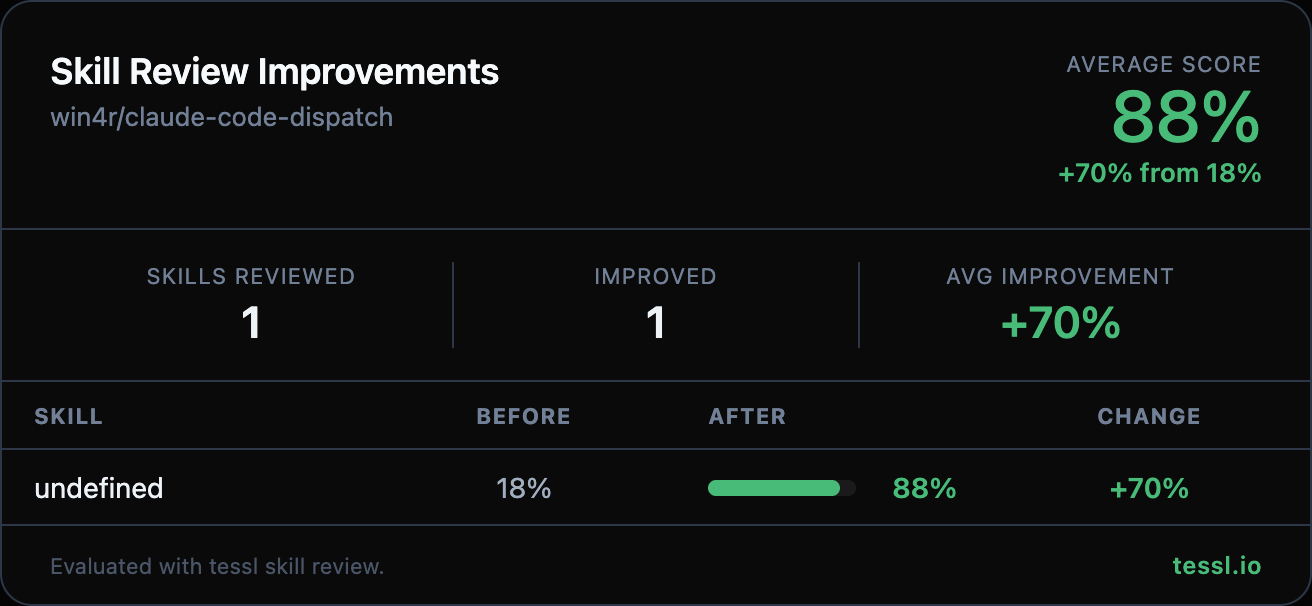 Skill Review Improvements
win4r/claude-code-dispatch
AVERAGE SCORE
88%
+70% from 18%
SKILLS REVIEWED
1
IMPROVED
1
AVG IMPROVEMENT
+70%
SKILL BEFORE AFTER CHANGE
undefined 18% 88% +70%
Evaluated with tessl skill review.
tessl.io